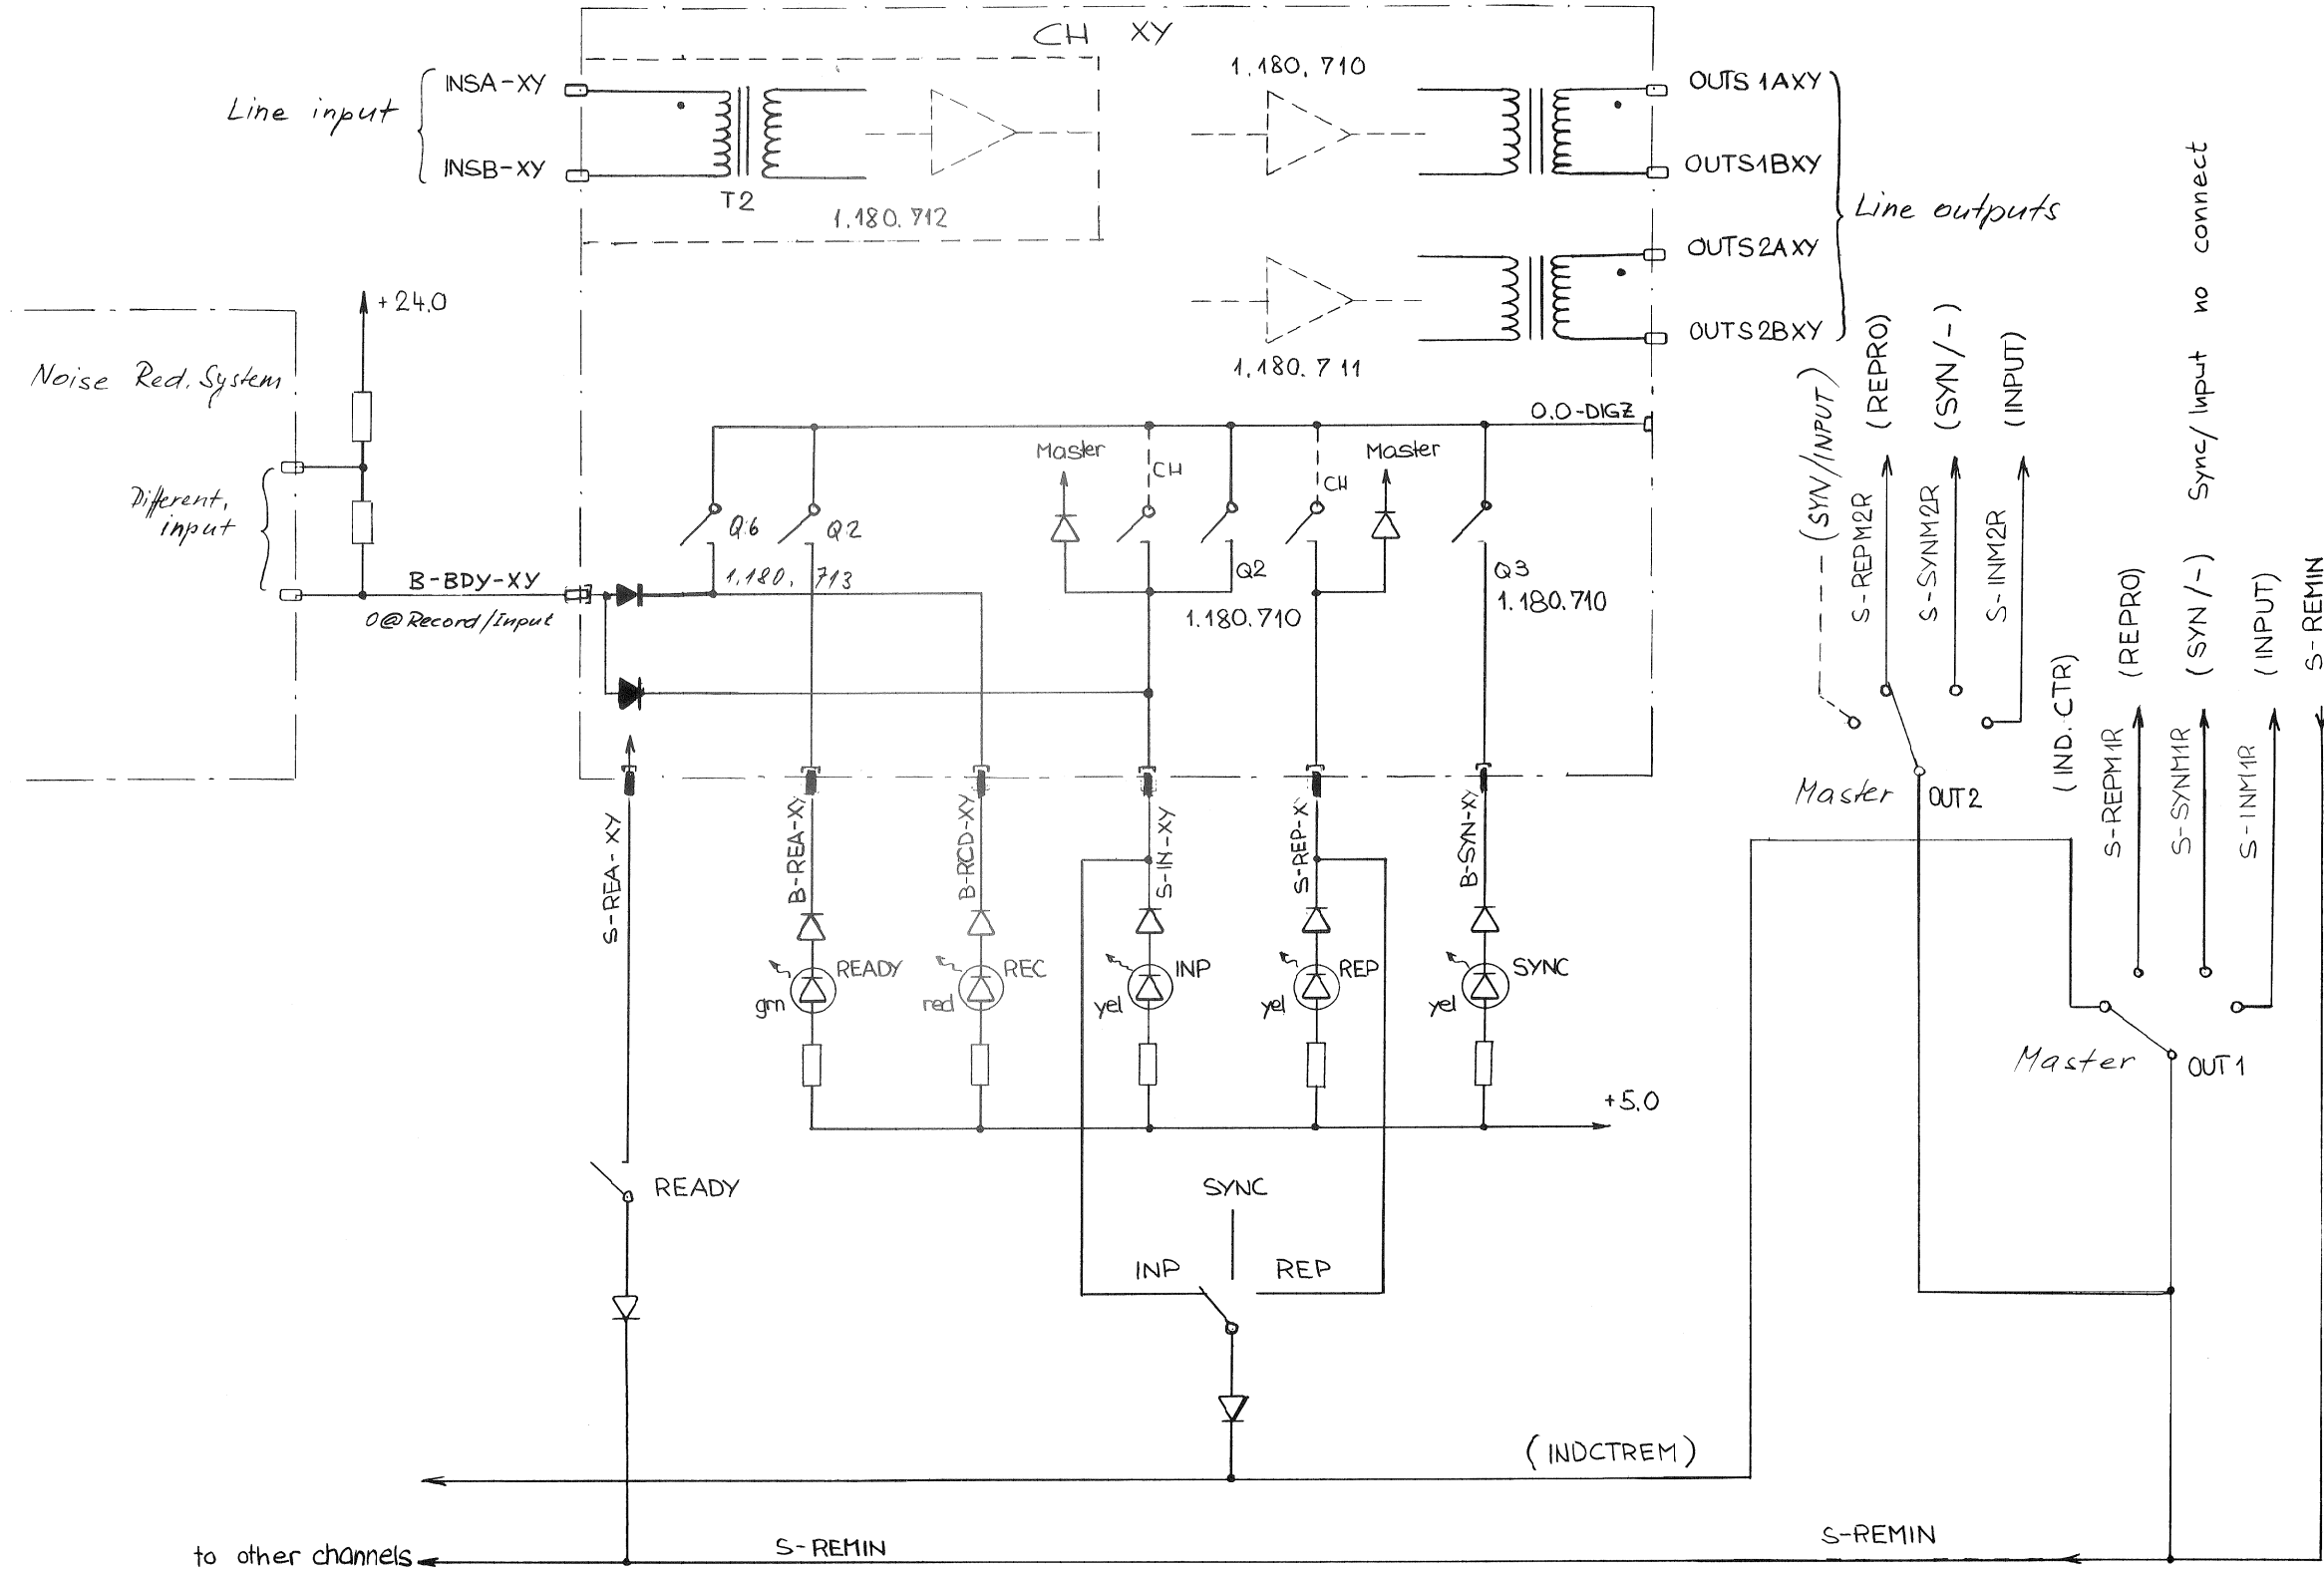 CH XY
Line input
INSA-XY
INSB-XY
T2
1.180.712
1.180.710
1.180.711
OUTS1AXY
OUTS1BXY
OUTS2AXY
OUTS2BXY
Line outputs
+24.0
Noise Red. System
Different.
input
B-BDY-XY
0@Record/Input
0.0-DIGZ
Q6
Q2
1.180. 713
Master
CH
Q2
1.180.710
CH
Master
Q3
1.180.710
S-REA-XY
B-REA-XY
B-RCD-XY
S-IN-XY
S-REP-X
B-SYN-XY
READY
grn
REC
red
INP
yel
REP
yel
SYNC
yel
+5.0
READY
SYNC
INP
REP
(INDCTREM)
to other channels
S-REMIN
S-REMIN
(SYN/INPUT)
(REPRO)
S-REPM2R
(SYN/-)
S-SYNM2R
(INPUT)
S-INM2R
Master
OUT2
Sync/Input no connect
(IND.CTR)
(REPRO)
S-REPM1R
(SYN/-)
S-SYNM1R
(INPUT)
S-INM1R
S-REMIN
Master
OUT1